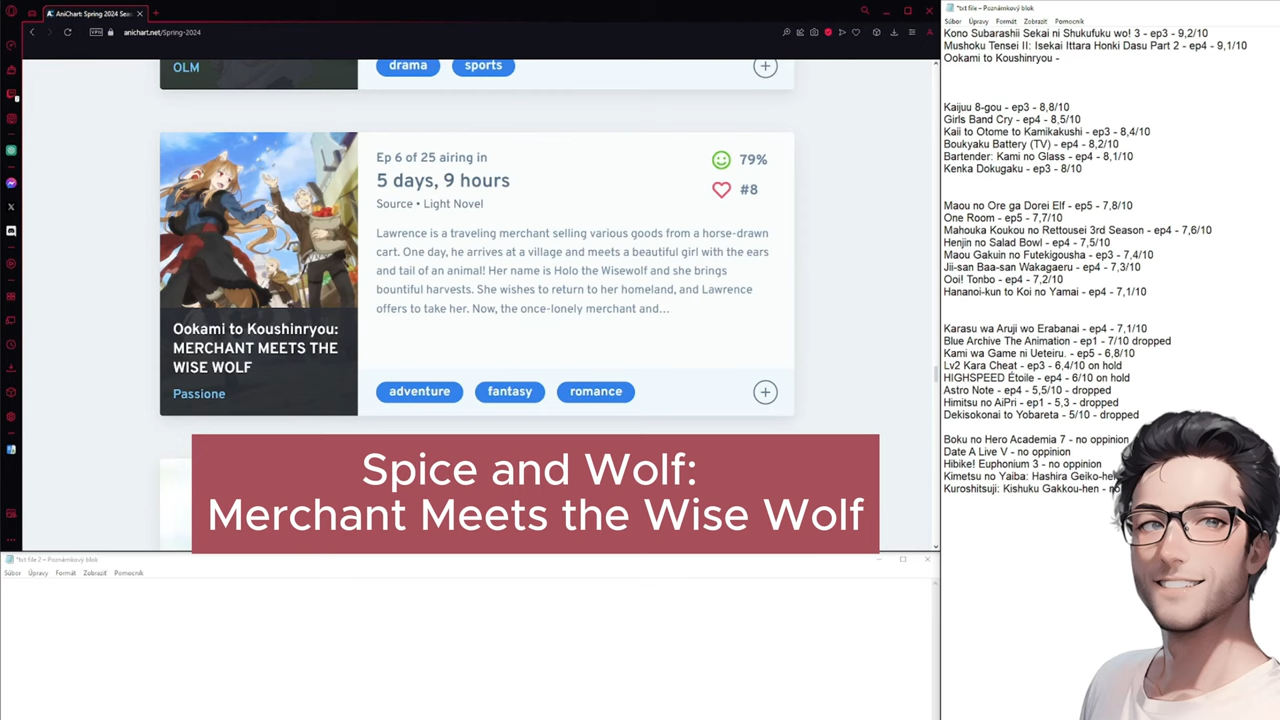 AniChart: Spring 2024 Sea
anichart.net/Spring-2024
VPN
OLM
drama
sports
Ookami to Koushinryou:
MERCHANT MEETS THE
WISE WOLF
Passione
Ep 6 of 25 airing in
5 days, 9 hours
Source • Light Novel
79%
#8
Lawrence is a traveling merchant selling various goods from a horse-drawn
cart. One day, he arrives at a village and meets a beautiful girl with the ears
and tail of an animal! Her name is Holo the Wisewolf and she brings
bountiful harvests. She wishes to return to her homeland, and Lawrence
offers to take her. Now, the once-lonely merchant and…
adventure
fantasy
romance
Spice and Wolf:
Merchant Meets the Wise Wolf
*txt file 2 – Poznámkový blok
Súbor Úpravy Formát Zobraziť Pomocník
*txt file – Poznámkový blok
Súbor Úpravy Formát Zobraziť Pomocník
Kono Subarashii Sekai ni Shukufuku wo! 3 - ep3 - 9,2/10
Mushoku Tensei II: Isekai Ittara Honki Dasu Part 2 - ep4 - 9,1/10
Ookami to Koushinryou -
Kaijuu 8-gou - ep3 - 8,8/10
Girls Band Cry - ep4 - 8,5/10
Kaii to Otome to Kamikakushi - ep3 - 8,4/10
Boukyaku Battery (TV) - ep4 - 8,2/10
Bartender: Kami no Glass - ep4 - 8,1/10
Kenka Dokugaku - ep3 - 8/10
Maou no Ore ga Dorei Elf - ep5 - 7,8/10
One Room - ep5 - 7,7/10
Mahouka Koukou no Rettousei 3rd Season - ep4 - 7,6/10
Henjin no Salad Bowl - ep4 - 7,5/10
Maou Gakuin no Futekigousha - ep3 - 7,4/10
Jii-san Baa-san Wakagaeru - ep4 - 7,3/10
Ooi! Tonbo - ep4 - 7,2/10
Hananoi-kun to Koi no Yamai - ep4 - 7,1/10
Karasu wa Aruji wo Erabanai - ep4 - 7,1/10
Blue Archive The Animation - ep1 - 7/10 dropped
Kami wa Game ni Ueteiru. - ep5 - 6,8/10
Lv2 Kara Cheat - ep3 - 6,4/10 on hold
HIGHSPEED Étoile - ep4 - 6/10 on hold
Astro Note - ep4 - 5,5/10 - dropped
Himitsu no AiPri - ep1 - 5,3 - dropped
Dekisokonai to Yobareta - 5/10 - dropped
Boku no Hero Academia 7 - no oppinion
Date A Live V - no oppinion
Hibike! Euphonium 3 - no oppinion
Kimetsu no Yaiba: Hashira Geiko-hen
Kuroshitsuji: Kishuku Gakkou-hen - no